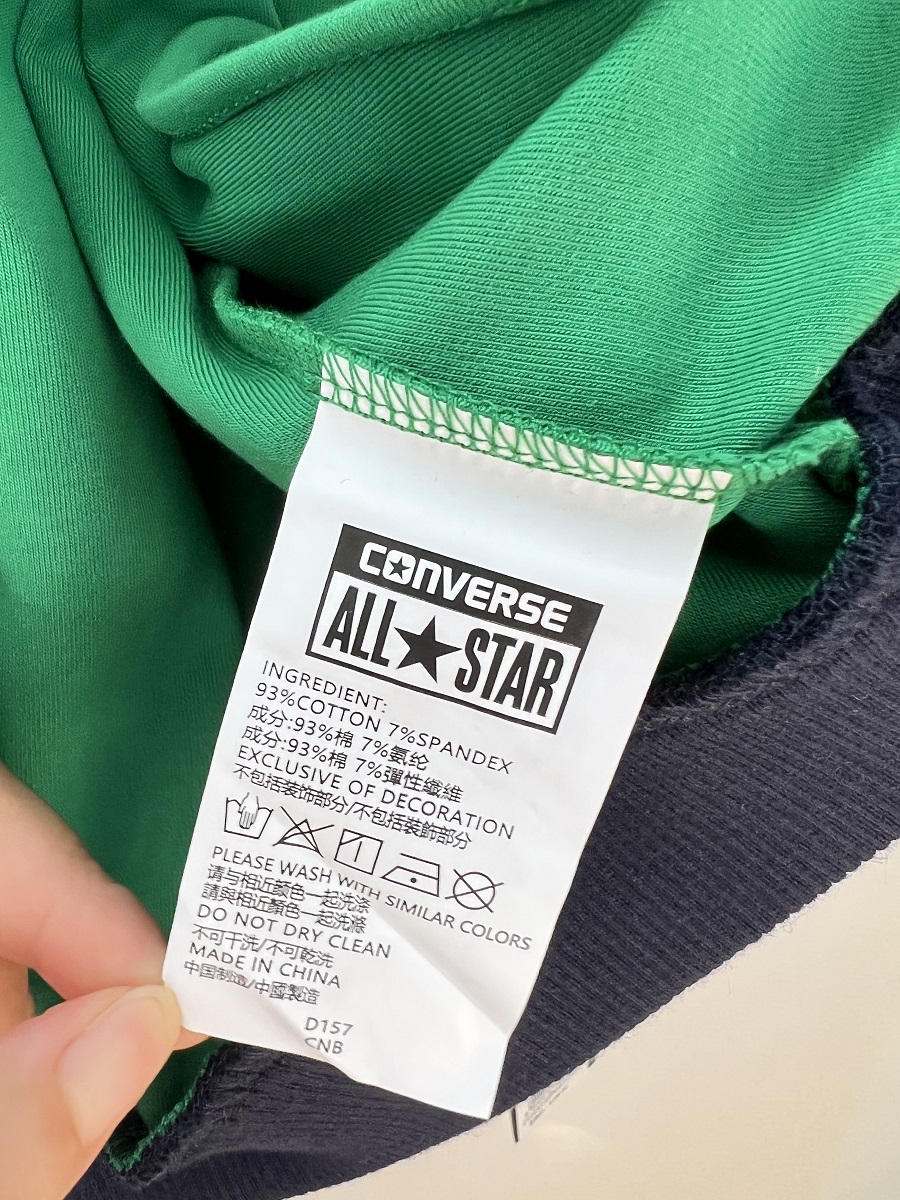 CONVERSE
ALL★STAR
INGREDIENT:
93%COTTON 7%SPANDEX
成分:93%棉 7%氨纶
成分:93%棉 7%彈性纖維
EXCLUSIVE OF DECORATION
不包括装饰部分/不包括裝飾部分
PLEASE WASH WITH SIMILAR COLORS
请与相近颜色一起洗涤
請與相近顏色一起洗滌
DO NOT DRY CLEAN
不可干洗/不可乾洗
MADE IN CHINA
中国制造/中國製造
D157
CNB